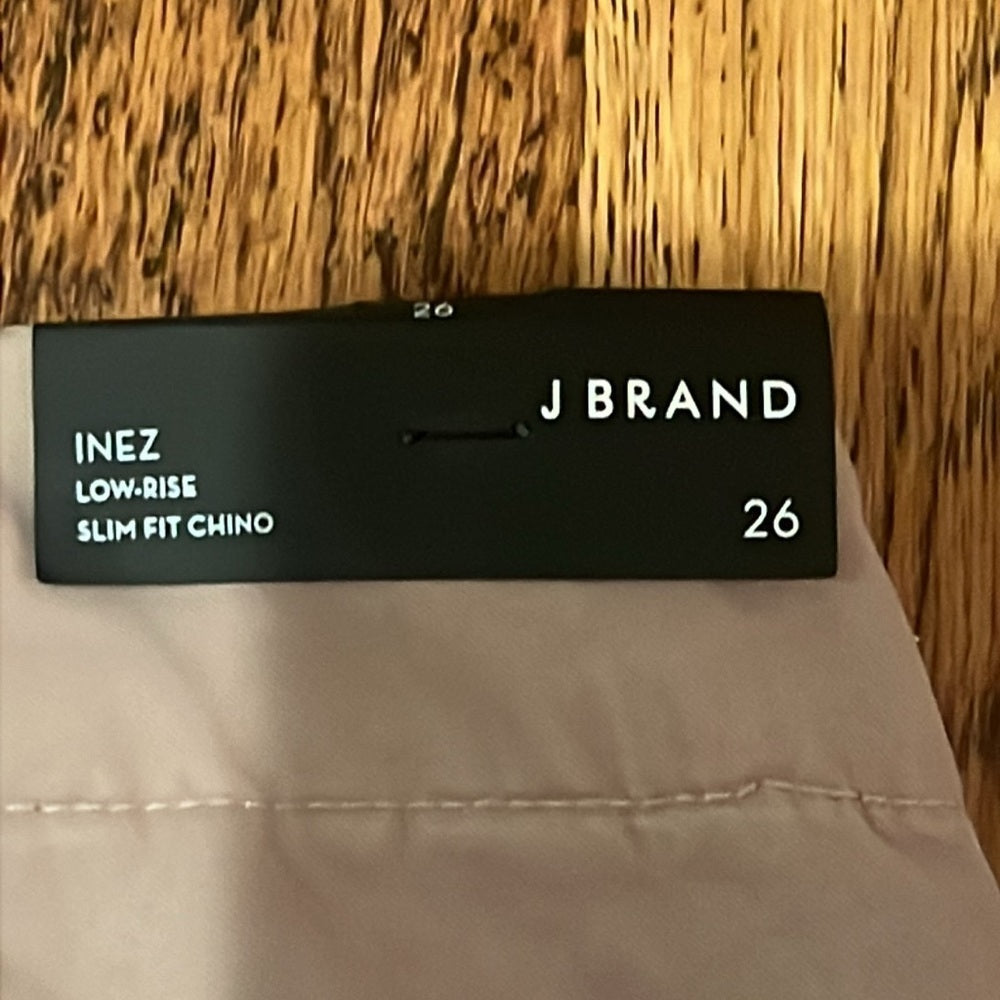 26
J BRAND
INEZ
LOW-RISE
SLIM FIT CHINO
26